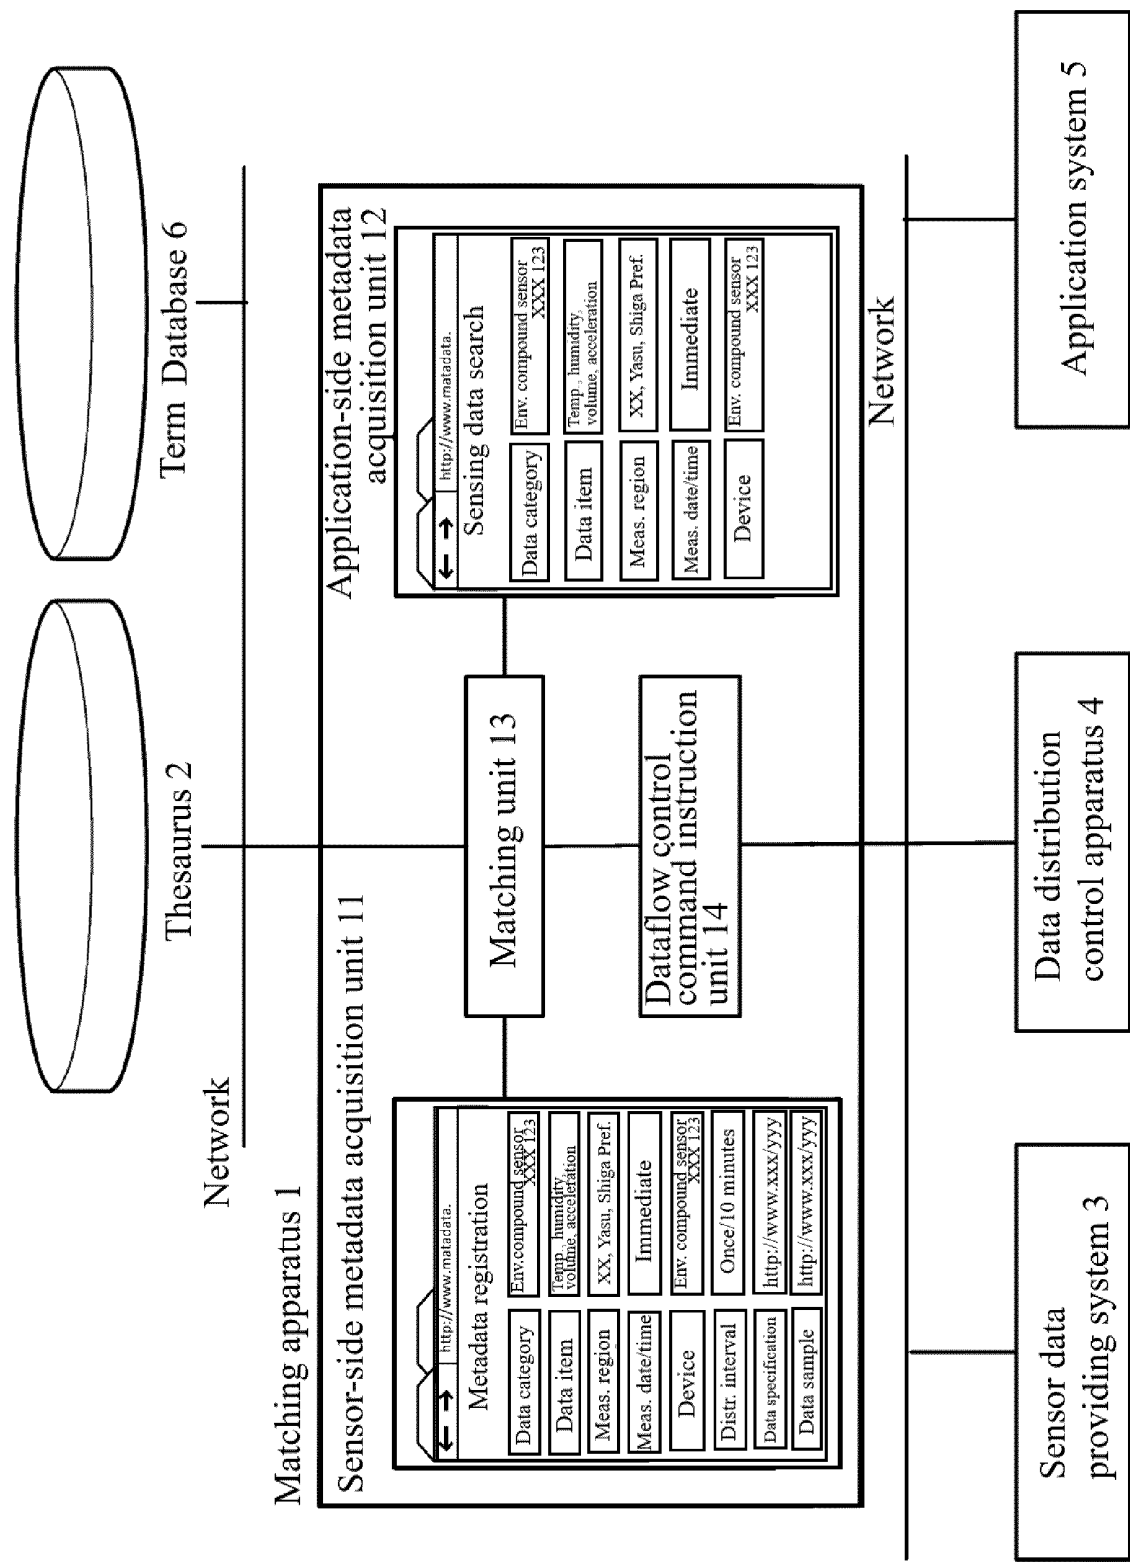 Thesaurus 2
Term Database 6
Network
Matching apparatus 1
Sensor-side metadata acquisition unit 11
http://www.matadata.
Metadata registration
Data category
Env.compound sensor
XXX 123
Data item
Temp., humidity,
volume, acceleration
Meas. region
XX, Yasu, Shiga Pref.
Meas. date/time
Immediate
Device
Env. compound sensor
XXX 123
Distr. interval
Once/10 minutes
Data specification
http://www.xxx/yyy
Data sample
http://www.xxx/yyy
Matching unit 13
Dataflow control
command instruction
unit 14
Application-side metadata
acquisition unit 12
http://www.matadata.
Sensing data search
Data category
Env. compound sensor
XXX 123
Data item
Temp., humidity,
volume, acceleration
Meas. region
XX, Yasu, Shiga Pref.
Meas. date/time
Immediate
Device
Env. compound sensor
XXX 123
Network
Sensor data
providing system 3
Data distribution
control apparatus 4
Application system 5